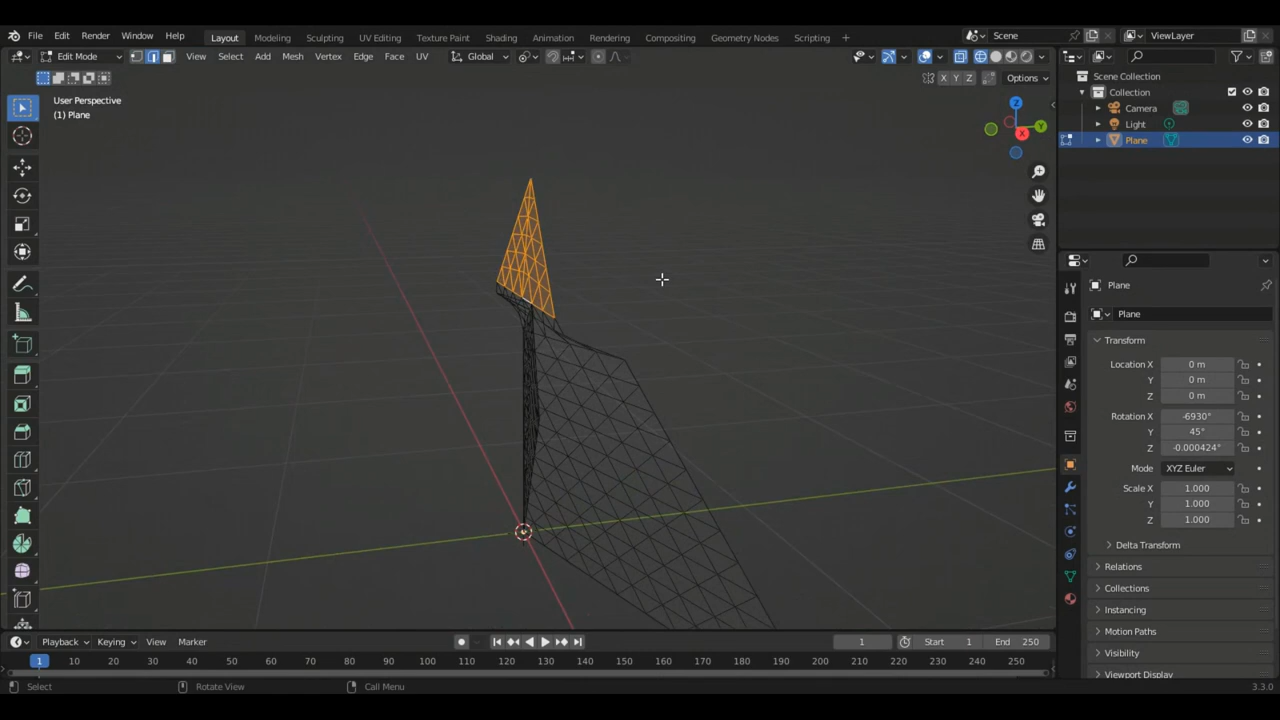 File Edit Render Window Help Layout Modeling Sculpting UV Editing Texture Paint Shading Animation Rendering Compositing Geometry Nodes Scripting + Scene ViewLayer
Edit Mode View Select Add Mesh Vertex Edge Face UV Global
X Y Z Options
User Perspective
(1) Plane
Z
Y
X
Scene Collection
Collection
Camera
Light
Plane
Plane
Plane
Transform
Location X 0 m
Y 0 m
Z 0 m
Rotation X -6930°
Y 45°
Z -0.000424°
Mode XYZ Euler
Scale X 1.000
Y 1.000
Z 1.000
Delta Transform
Relations
Collections
Instancing
Motion Paths
Visibility
Viewport Display
Playback Keying View Marker 1 Start 1 End 250
1 10 20 30 40 50 60 70 80 90 100 110 120 130 140 150 160 170 180 190 200 210 220 230 240 250
Select Rotate View Call Menu 3.3.0